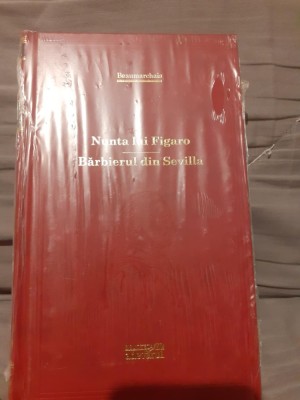 Beaumarchais
Nunta lui Figaro
Bărbierul din Sevilla